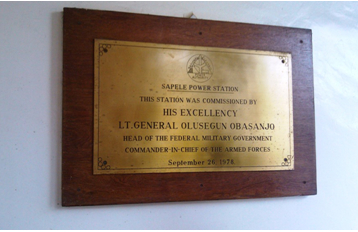 SAPELE POWER STATION
THIS STATION WAS COMMISSIONED BY
HIS EXCELLENCY
LT. GENERAL OLUSEGUN OBASANJO
HEAD OF THE FEDERAL MILITARY GOVERNMENT
COMMANDER-IN-CHIEF OF THE ARMED FORCES
September 26, 1978